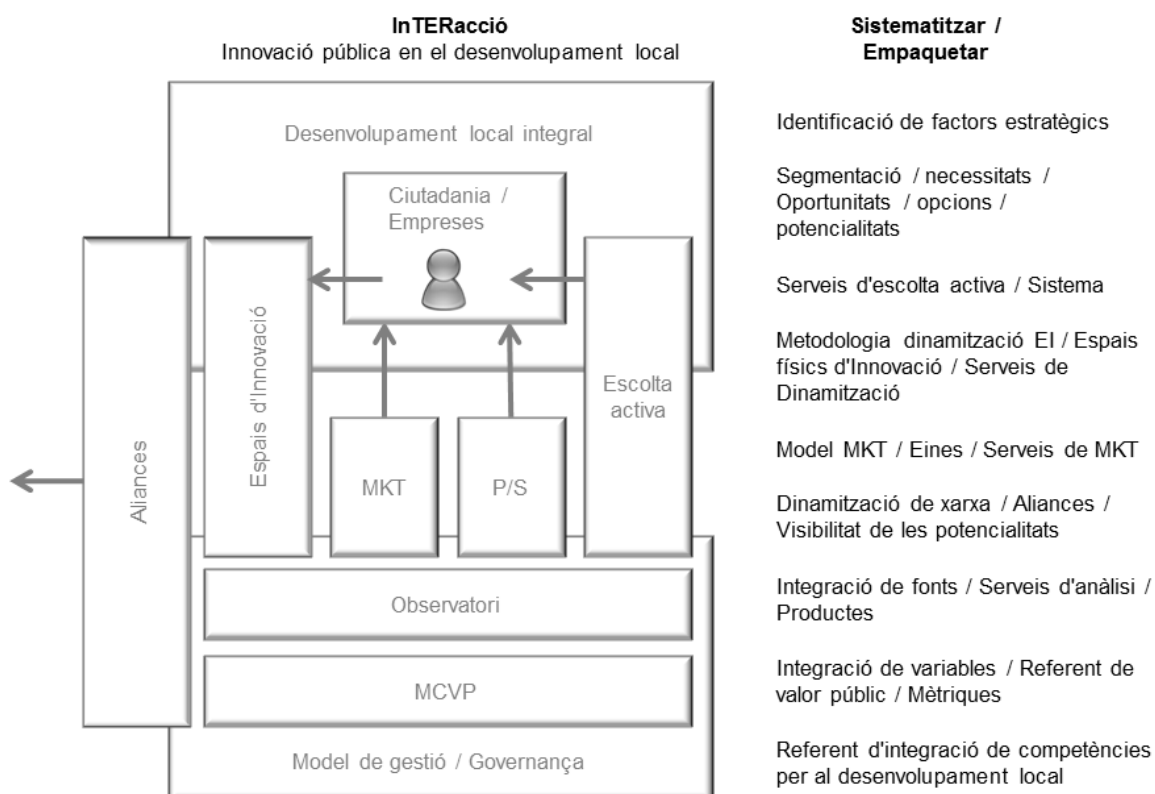 InTERacció
Innovació pública en el desenvolupament local
Desenvolupament local integral
Ciutadania /
Empreses
Aliances
Espais d'Innovació
MKT
P/S
Escolta
activa
Observatori
MCVP
Model de gestió / Governança
Sistematitzar /
Empaquetar
Identificació de factors estratègics
Segmentació / necessitats /
Oportunitats / opcions /
potencialitats
Serveis d'escolta activa / Sistema
Metodologia dinamització EI / Espais
físics d'Innovació / Serveis de
Dinamització
Model MKT / Eines / Serveis de MKT
Dinamització de xarxa / Aliances /
Visibilitat de les potencialitats
Integració de fonts / Serveis d'anàlisi /
Productes
Integració de variables / Referent de
valor públic / Mètriques
Referent d'integració de competències
per al desenvolupament local